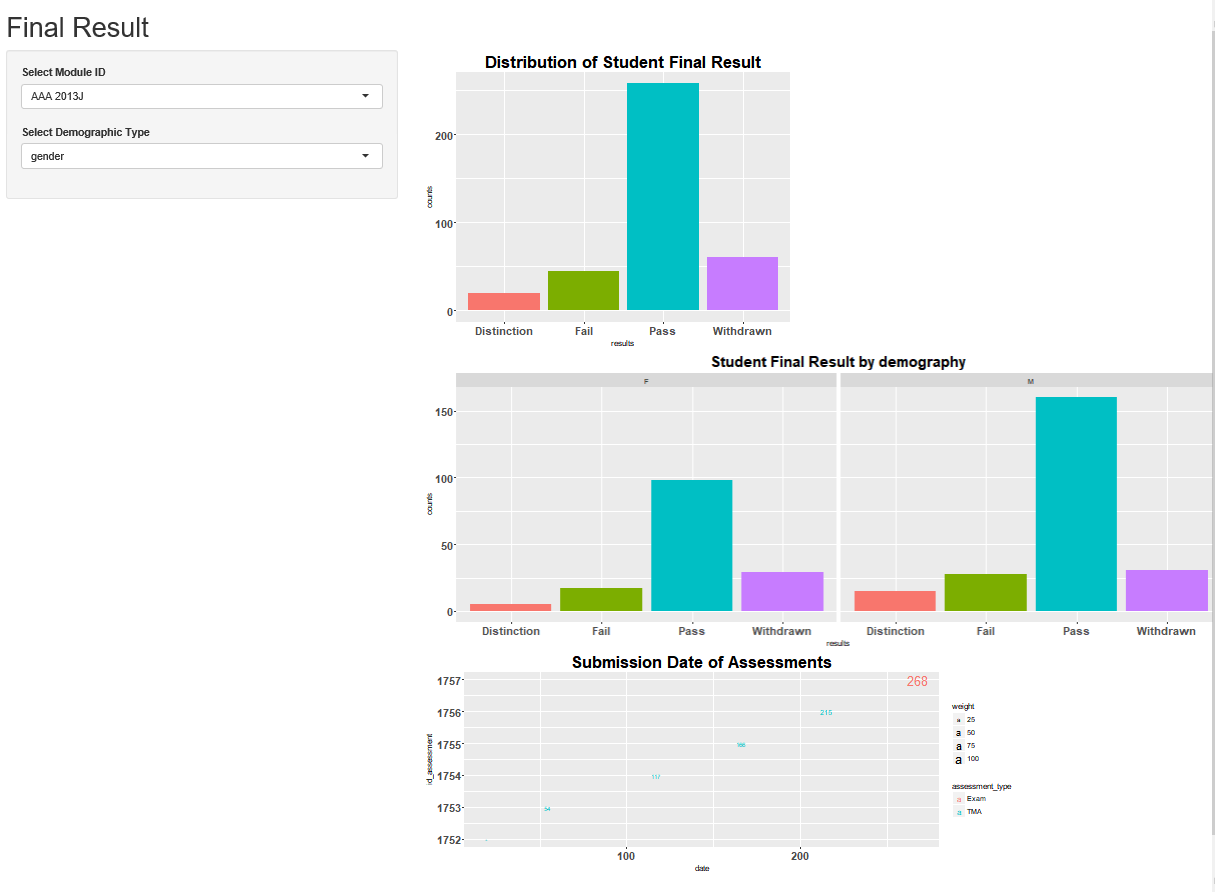 Final Result
Select Module ID
AAA 2013J
Select Demographic Type
gender
Distribution of Student Final Result
counts
200
100
0
Distinction Fail Pass Withdrawn
results
Student Final Result by demography
F M
counts
150
100
50
0
Distinction Fail Pass Withdrawn Distinction Fail Pass Withdrawn
results
Submission Date of Assessments
id_assessment
1757 268
1756 215
1755 166
1754 117
1753 54
1752
100 200
date
weight
a 25
a 50
a 75
a 100
assessment_type
a Exam
a TMA